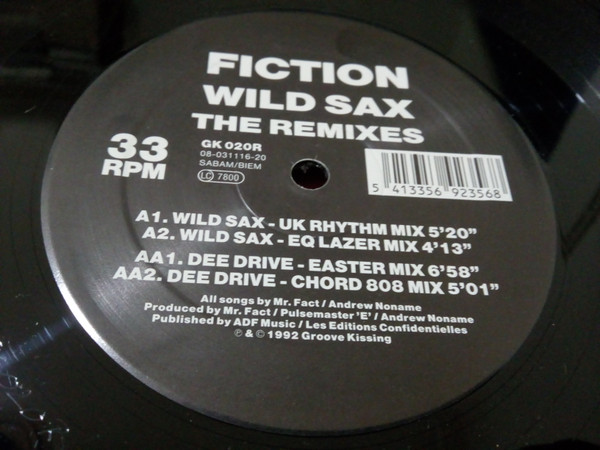 FICTION
WILD SAX
THE REMIXES
33
RPM
GK 020R
08-031116-20
SABAM/BIEM
LC 7800
5 413356 923568
A1. WILD SAX - UK RHYTHM MIX 5'20"
A2. WILD SAX - EQ LAZER MIX 4'13"
AA1. DEE DRIVE - EASTER MIX 6'58"
AA2. DEE DRIVE - CHORD 808 MIX 5'01"
All songs by Mr. Fact / Andrew Noname
Produced by Mr. Fact / Pulsemaster 'E' / Andrew Noname
Published by ADF Music / Les Editions Confidentielles
℗ & © 1992 Groove Kissing